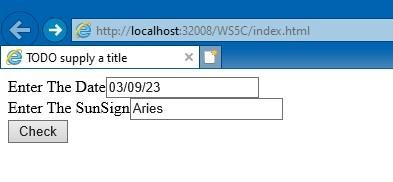 http://localhost:32008/WS5C/index.html
TODO supply a title
Enter The Date 03/09/23
Enter The SunSign Aries
Check